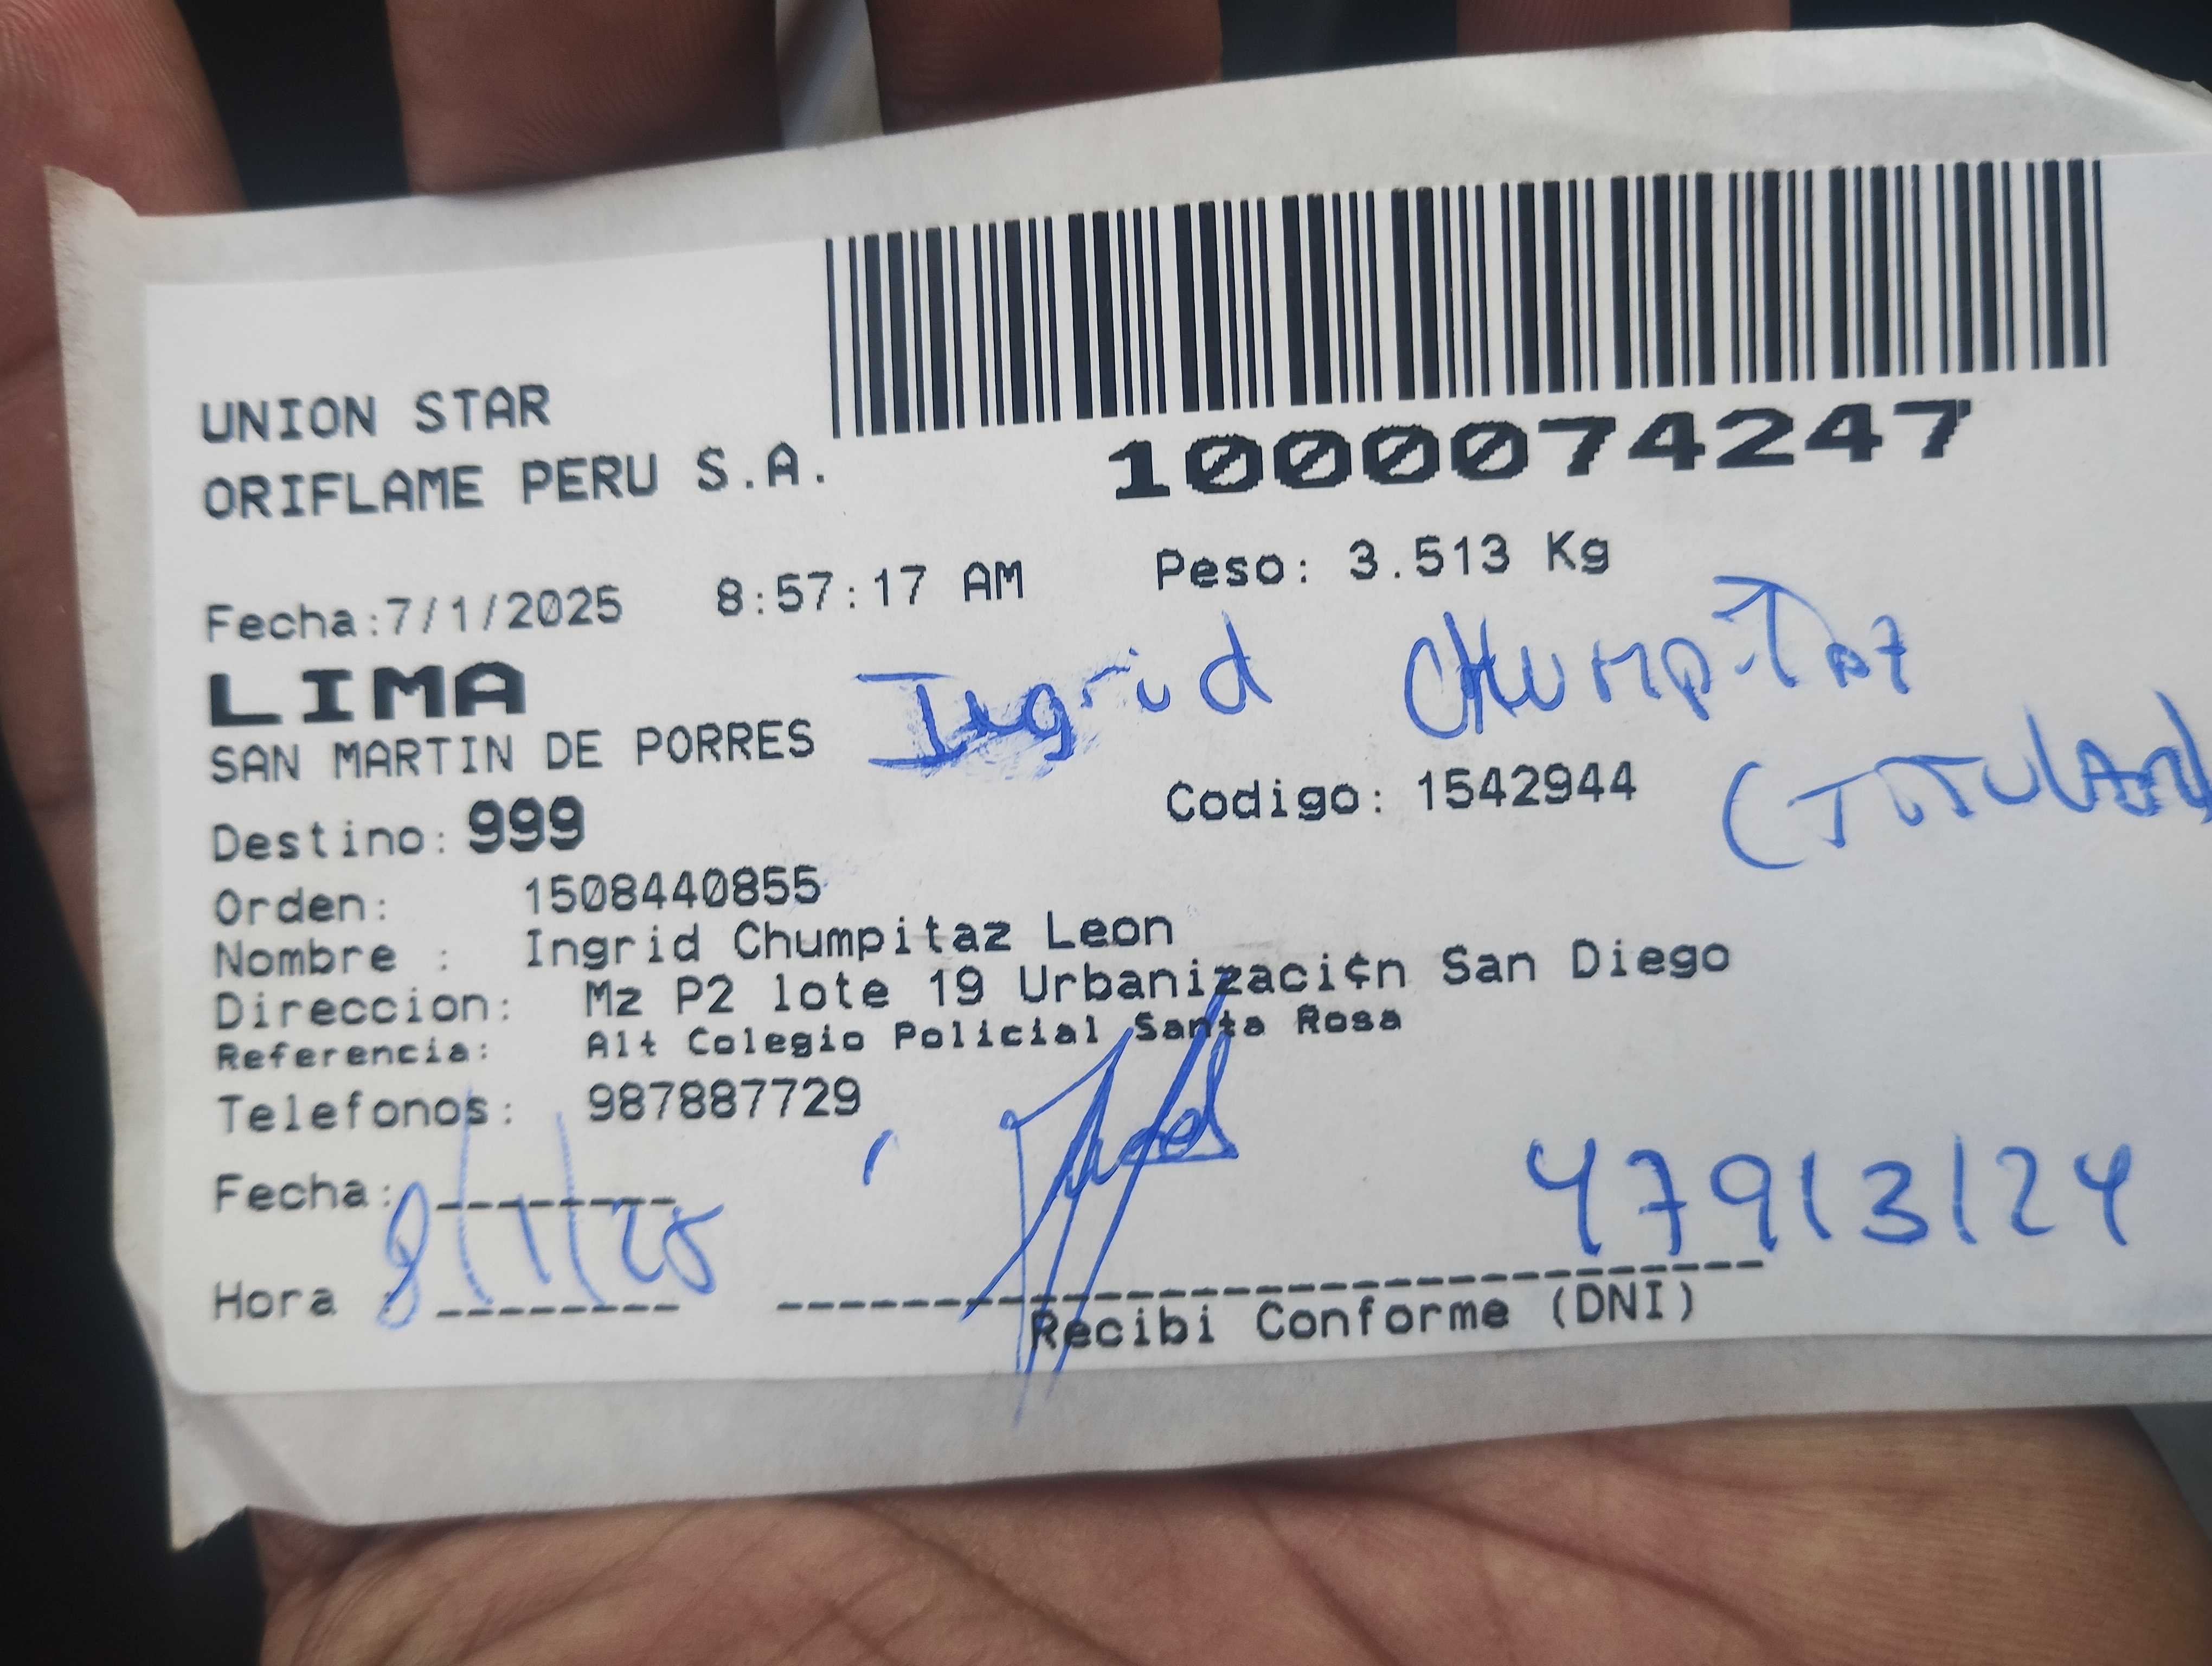 UNION STAR
ORIFLAME PERU S.A.
1000074247
Fecha:7/1/2025 8:57:17 AM Peso: 3.513 Kg
LIMA
Ingrid CHUMPiTAZ
SAN MARTIN DE PORRES
(TITULAR)
Destino: 999 Codigo: 1542944
Orden: 1508440855
Nombre : Ingrid Chumpitaz Leon
Direccion: Mz P2 lote 19 Urbanizaci¢n San Diego
Referencia: Alt Colegio Policial Santa Rosa
Telefonos: 987887729
Fecha: 8/1/25
47913124
Hora :
Recibi Conforme (DNI)